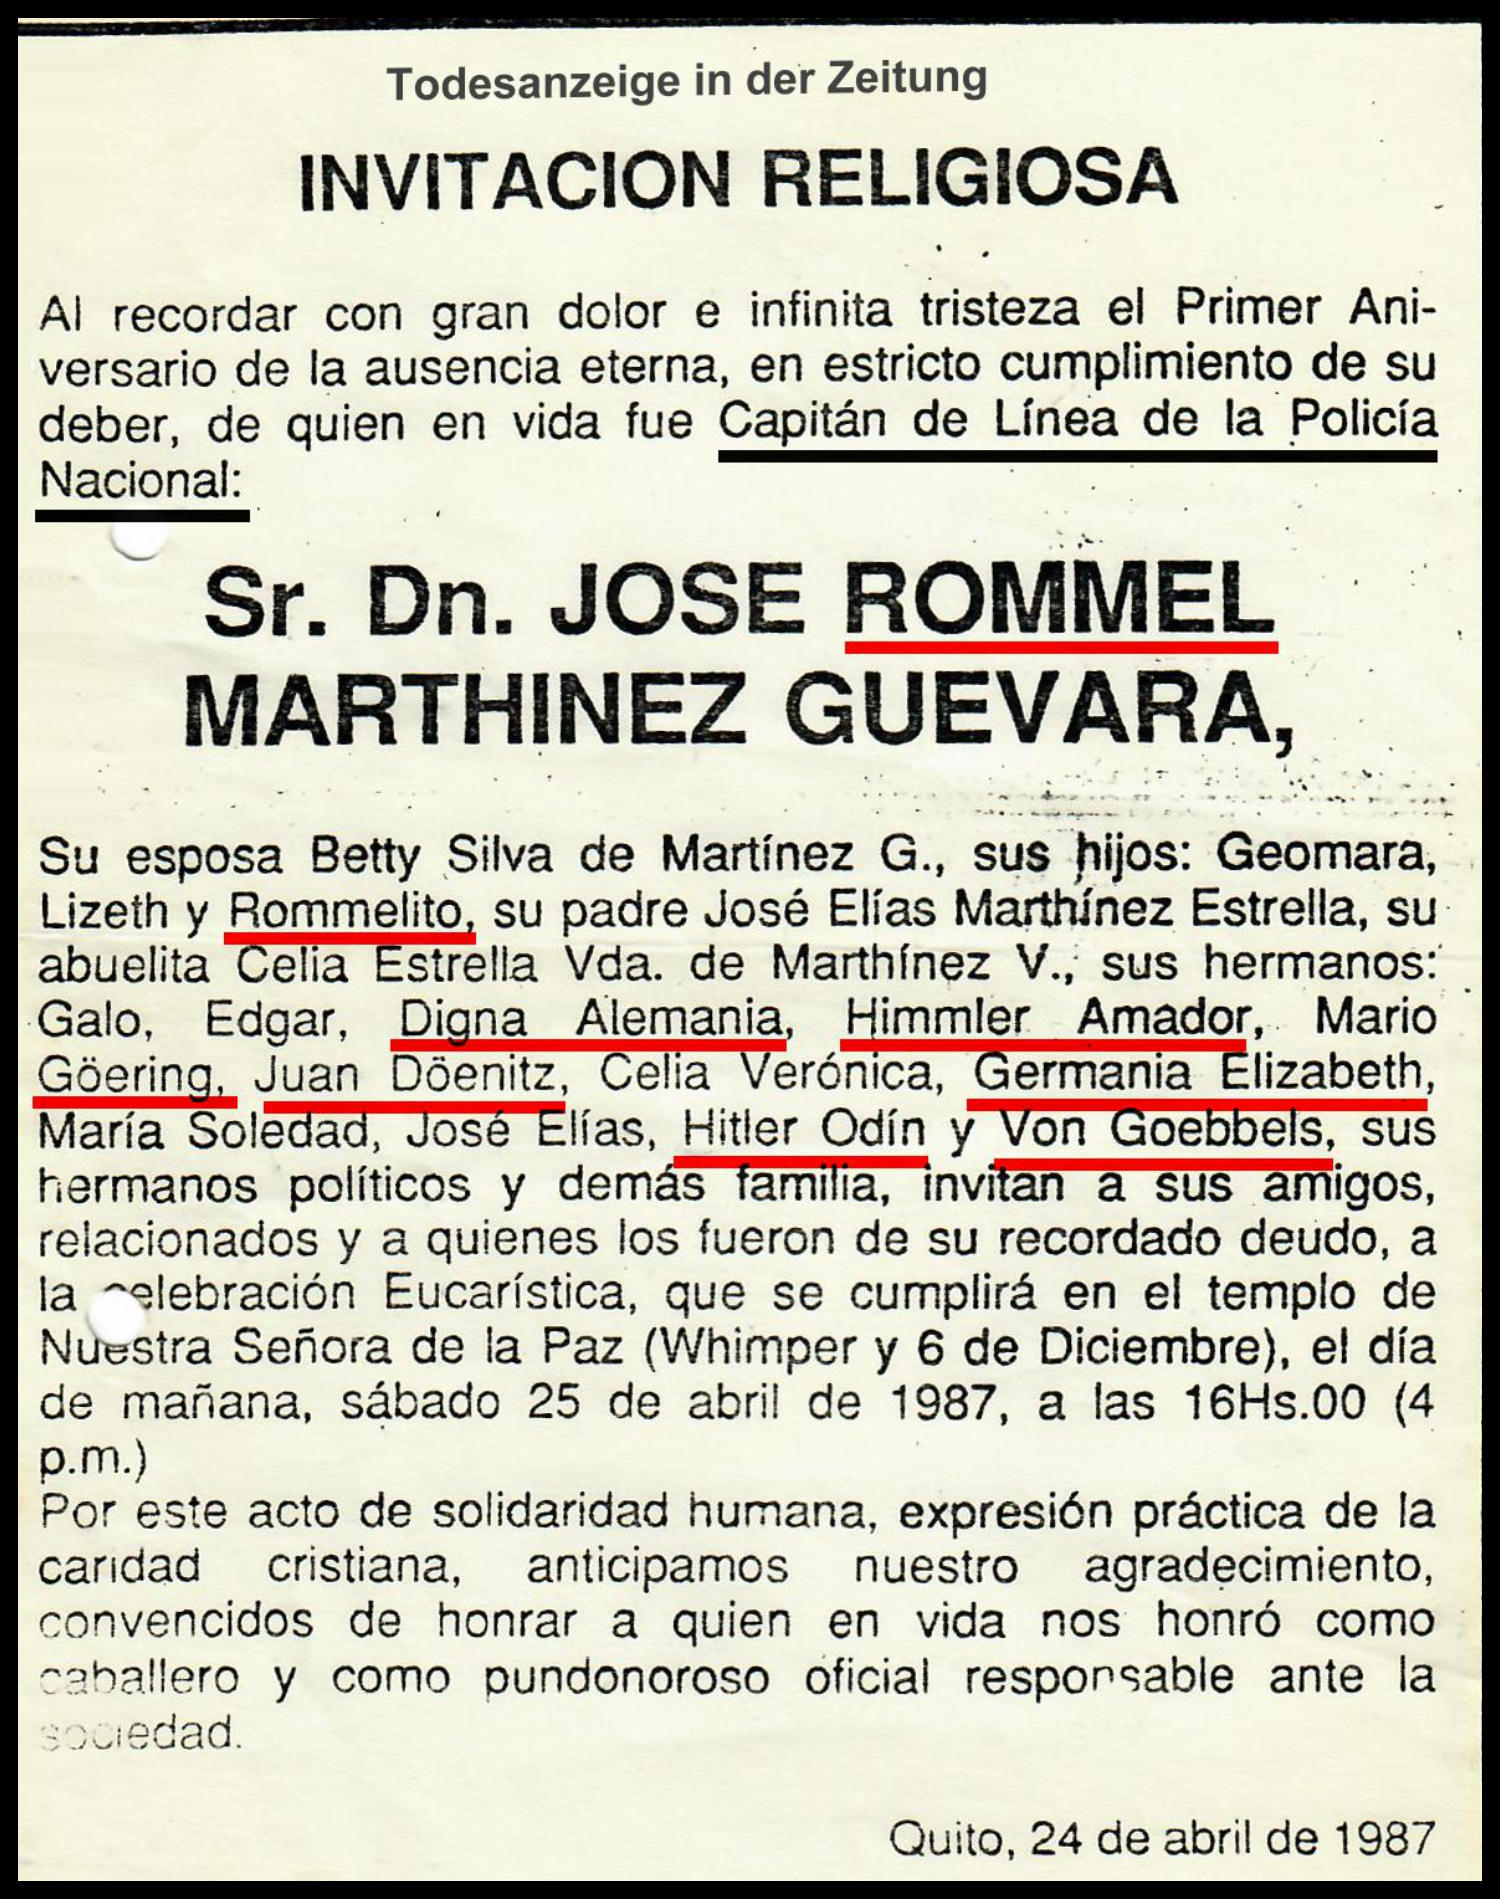 Todesanzeige in der Zeitung
INVITACION RELIGIOSA
Al recordar con gran dolor e infinita tristeza el Primer Ani-
versario de la ausencia eterna, en estricto cumplimiento de su
deber, de quien en vida fue Capitán de Línea de la Policía
Nacional:
Sr. Dn. JOSE ROMMEL
MARTHINEZ GUEVARA,
Su esposa Betty Silva de Martínez G., sus hijos: Geomara,
Lizeth y Rommelito, su padre José Elías Marthínez Estrella, su
abuelita Celia Estrella Vda. de Marthínez V., sus hermanos:
Galo, Edgar, Digna Alemania, Himmler Amador, Mario
Göering, Juan Döenitz, Celia Verónica, Germania Elizabeth,
María Soledad, José Elías, Hitler Odín y Von Goebbels, sus
hermanos políticos y demás familia, invitan a sus amigos,
relacionados y a quienes los fueron de su recordado deudo, a
la celebración Eucarística, que se cumplirá en el templo de
Nuestra Señora de la Paz (Whimper y 6 de Diciembre), el día
de mañana, sábado 25 de abril de 1987, a las 16Hs.00 (4
p.m.)
Por este acto de solidaridad humana, expresión práctica de la
caridad cristiana, anticipamos nuestro agradecimiento,
convencidos de honrar a quien en vida nos honró como
caballero y como pundonoroso oficial responsable ante la
sociedad.
Quito, 24 de abril de 1987